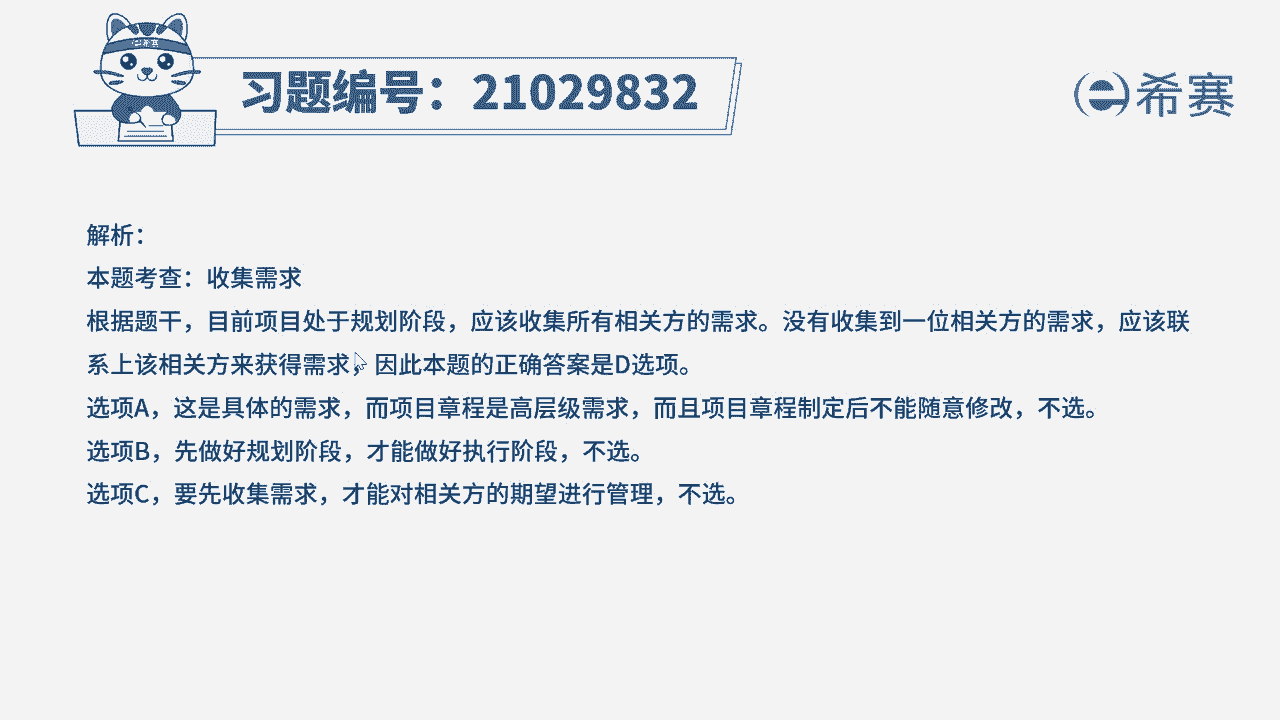 习题编号：21029832
希赛
解析：
本题考查：收集需求
根据题干，目前项目处于规划阶段，应该收集所有相关方的需求。没有收集到一位相关方的需求，应该联
系上该相关方来获得需求，因此本题的正确答案是D选项。
选项A，这是具体的需求，而项目章程是高层级需求，而且项目章程制定后不能随意修改，不选。
选项B，先做好规划阶段，才能做好执行阶段，不选。
选项C，要先收集需求，才能对相关方的期望进行管理，不选。